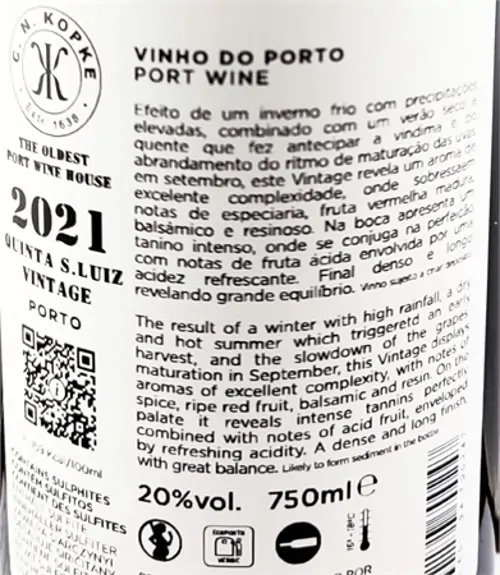 C. N. KOPKE
Estd. 1638
THE OLDEST
PORT WINE HOUSE
2021
QUINTA S.LUIZ
VINTAGE
PORTO
Kcal/100ml
CONTAINS SULPHITES
CONTÉM SULFITOS
DES SULFITES
VINHO DO PORTO
PORT WINE
Efeito de um inverno frio com precipitações
elevadas, combinado com um verão seco e
quente que fez antecipar a vindima e o
abrandamento do ritmo de maturação das uvas
em setembro, este Vintage revela um aroma de
excelente complexidade, onde sobressaem
notas de especiaria, fruta vermelha madura,
balsâmico e resinoso. Na boca apresenta um
tanino intenso, onde se conjuga na perfeição
com notas de fruta ácida envolvida por uma
acidez refrescante. Final denso e longo
revelando grande equilíbrio. Vinho sujeito a criar depósito
The result of a winter with high rainfall, a dry
and hot summer which triggeretd an early
harvest, and the slowdown of the grapes
maturation in September, this Vintage displays
aromas of excellent complexity, with notes of
spice, ripe red fruit, balsamic and resin. On the
palate it reveals intense tannins perfectly
combined with notes of acid fruit, enveloped
by refreshing acidity. A dense and long finish,
with great balance. Likely to form sediment in the bottle
20%vol. 750ml e